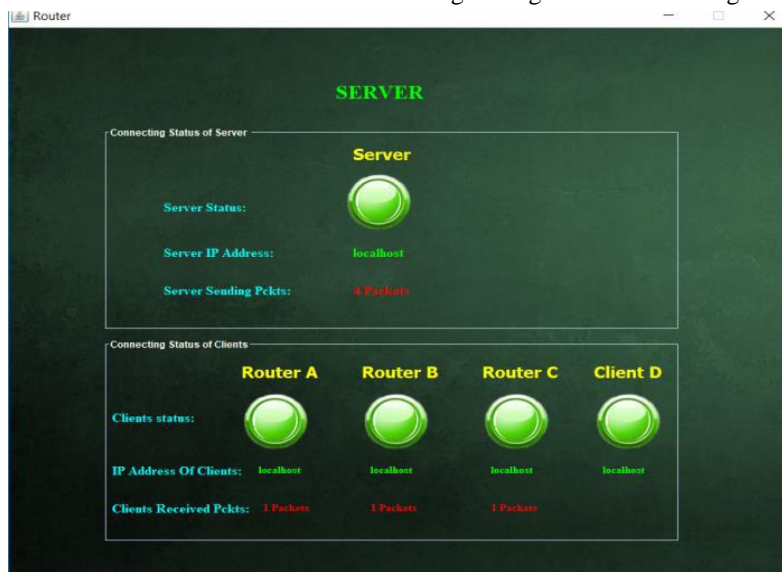 Router
SERVER
Connecting Status of Server
Server
Server Status:
Server IP Address: localhost
Server Sending Pckts: 4 Packets
Connecting Status of Clients
Router A Router B Router C Client D
Clients status:
IP Address Of Clients: localhost localhost localhost localhost
Clients Received Pckts: 1 Packets 1 Packets 1 Packets